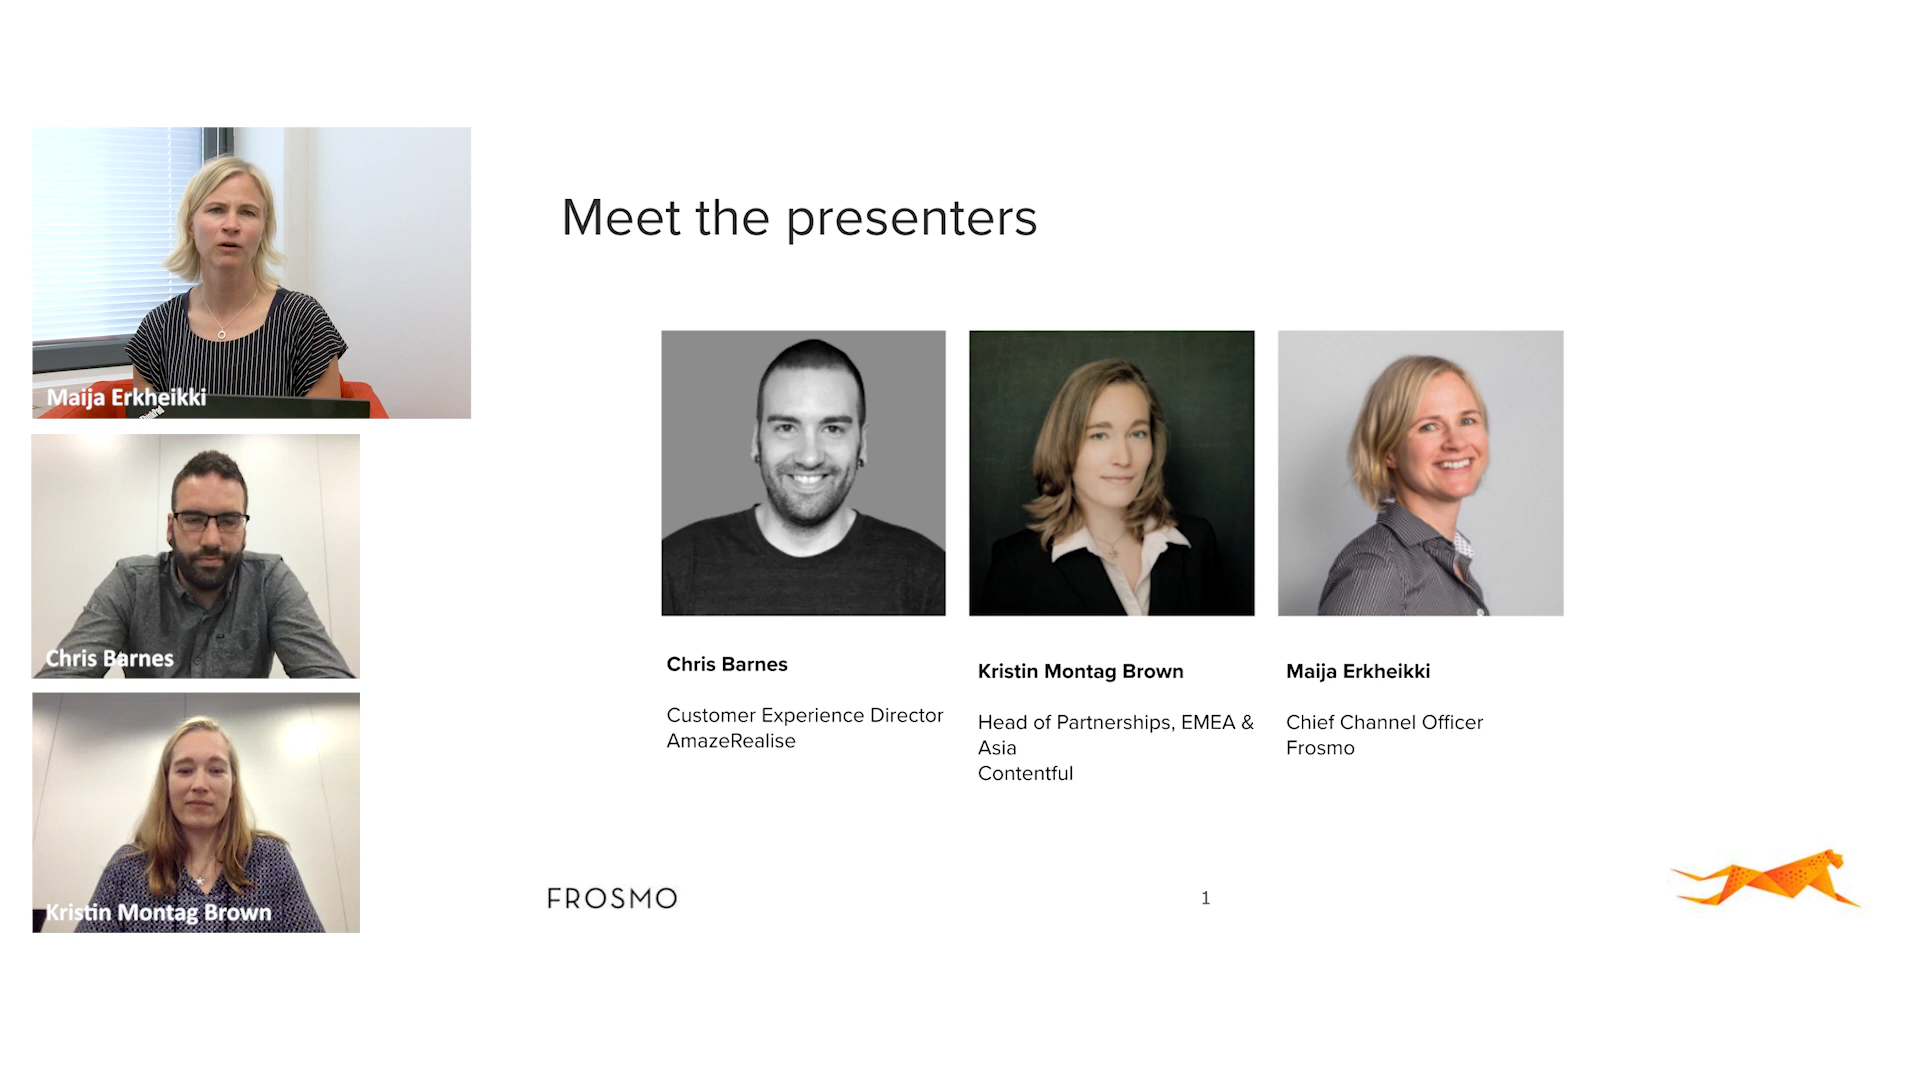 Maija Erkheikki
Chris Barnes
Kristin Montag Brown
Meet the presenters
Chris Barnes
Customer Experience Director
AmazeRealise
Kristin Montag Brown
Head of Partnerships, EMEA &
Asia
Contentful
Maija Erkheikki
Chief Channel Officer
Frosmo
FROSMO
1